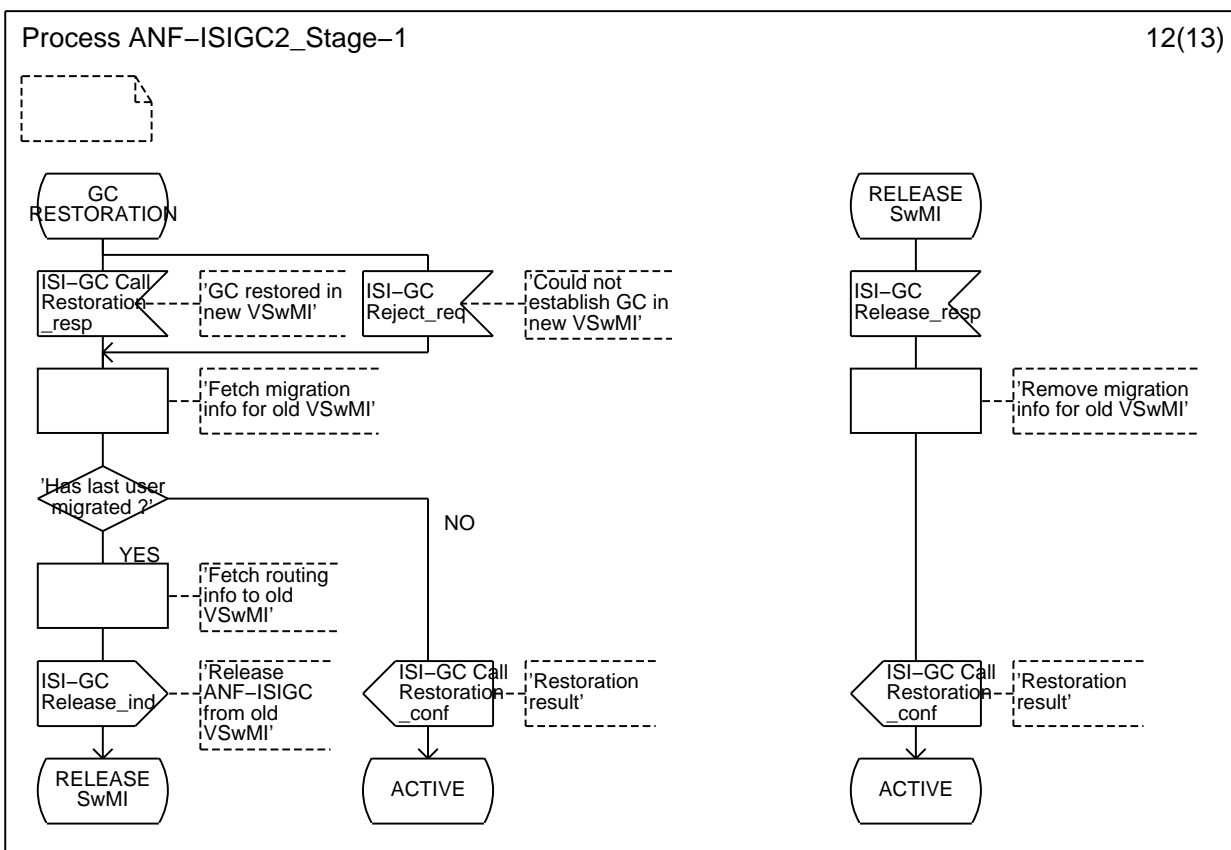 Process ANF–ISIGC2_Stage–1
12(13)
GC
RESTORATION
RELEASE
SwMI
ISI–GC Call
Restoration
_resp
'GC restored in
new VSwMI'
ISI–GC
Reject_req
'Could not
establish GC in
new VSwMI'
ISI–GC
Release_resp
'Fetch migration
info for old VSwMI'
'Remove migration
info for old VSwMI'
'Has last user
migrated ?'
NO
YES
'Fetch routing
info to old
VSwMI'
ISI–GC
Release_ind
'Release
ANF–ISIGC
from old
VSwMI'
ISI–GC Call
Restoration
_conf
'Restoration
result'
ISI–GC Call
Restoration
_conf
'Restoration
result'
RELEASE
SwMI
ACTIVE
ACTIVE